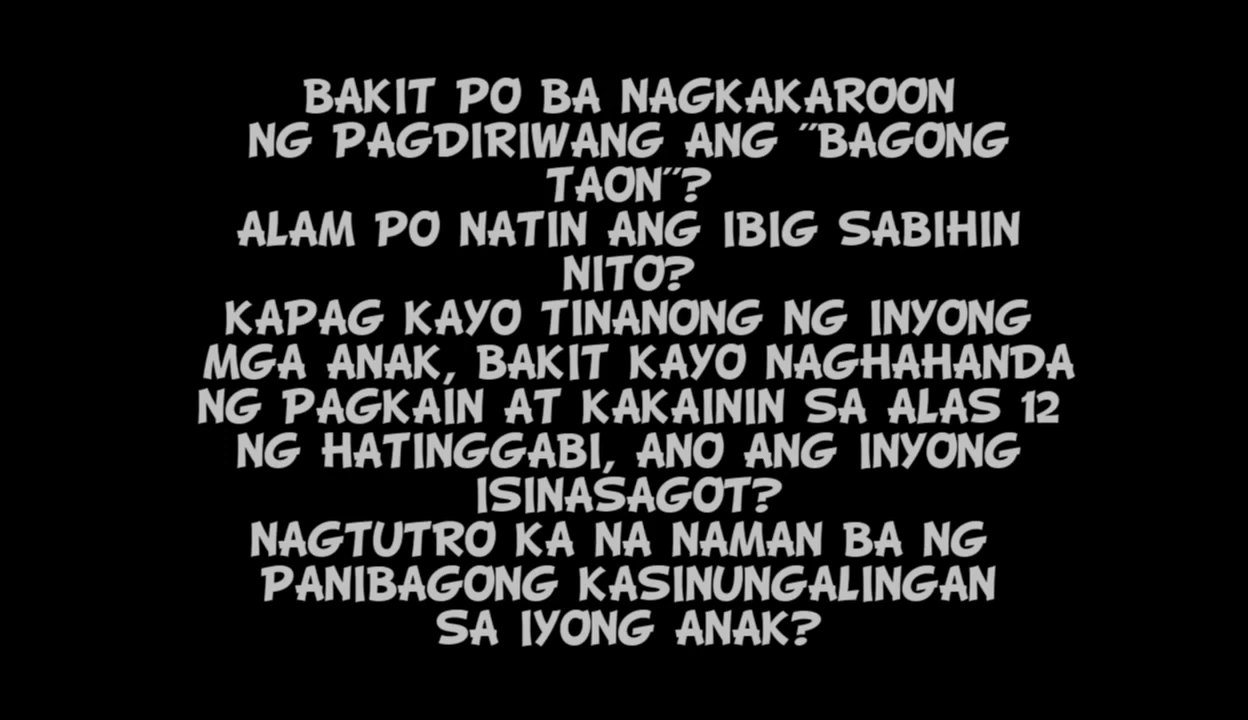 BAKIT PO BA NAGKAKAROON
NG PAGDIRIWANG ANG "BAGONG
TAON"?
ALAM PO NATIN ANG IBIG SABIHIN
NITO?
KAPAG KAYO TINANONG NG INYONG
MGA ANAK, BAKIT KAYO NAGHAHANDA
NG PAGKAIN AT KAKAININ SA ALAS 12
NG HATINGGABI, ANO ANG INYONG
ISINASAGOT?
NAGTUTRO KA NA NAMAN BA NG
PANIBAGONG KASINUNGALINGAN
SA IYONG ANAK?